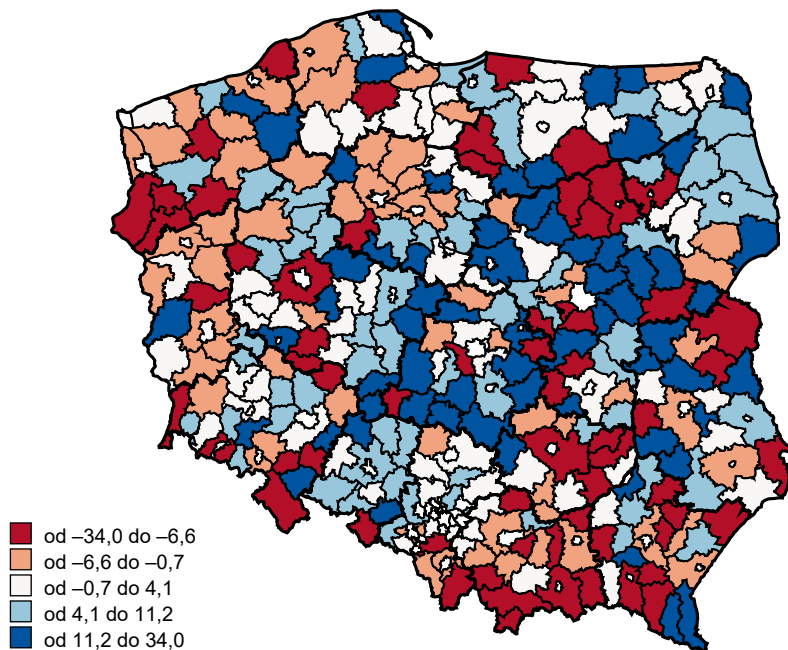 od –34,0 do –6,6
od –6,6 do –0,7
od –0,7 do 4,1
od 4,1 do 11,2
od 11,2 do 34,0